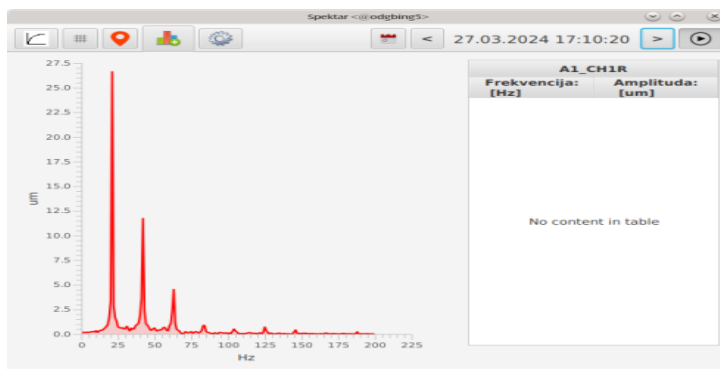 Spektar <@odgbing5>
< 27.03.2024 17:10:20 >
A1_CH1R
Frekvencija: [Hz] Amplituda: [um]
No content in table
um
27.5
25.0
22.5
20.0
17.5
15.0
12.5
10.0
7.5
5.0
2.5
0.0
0 25 50 75 100 125 150 175 200 225
Hz